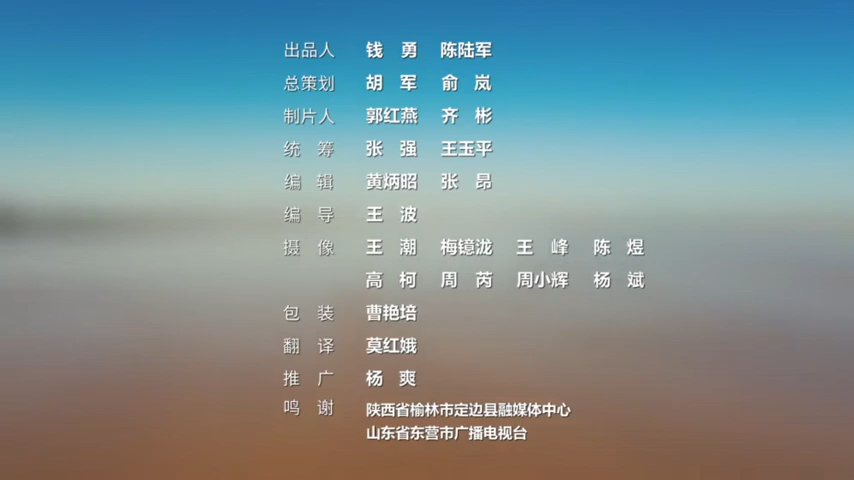 出品人 钱 勇 陈陆军
总策划 胡 军 俞 岚
制片人 郭红燕 齐 彬
统 筹 张 强 王玉平
编 辑 黄炳昭 张 昂
编 导 王 波
摄 像 王 潮 梅镱泷 王 峰 陈 煜
高 柯 周 芮 周小辉 杨 斌
包 装 曹艳培
翻 译 莫红娥
推 广 杨 爽
鸣 谢 陕西省榆林市定边县融媒体中心
山东省东营市广播电视台